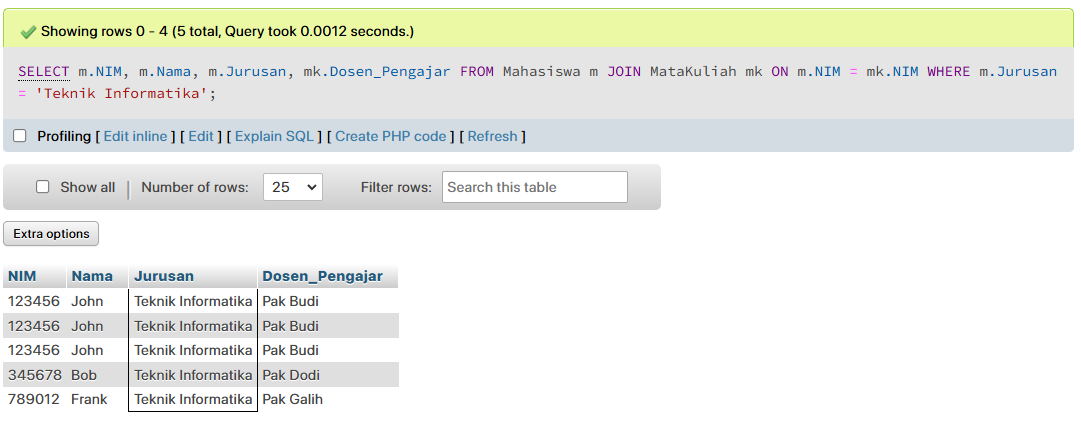 Showing rows 0 - 4 (5 total, Query took 0.0012 seconds.)
SELECT m.NIM, m.Nama, m.Jurusan, mk.Dosen_Pengajar FROM Mahasiswa m JOIN MataKuliah mk ON m.NIM = mk.NIM WHERE m.Jurusan
= 'Teknik Informatika';
Profiling [ Edit inline ] [ Edit ] [ Explain SQL ] [ Create PHP code ] [ Refresh ]
Show all | Number of rows: 25 Filter rows: Search this table
Extra options
NIM Nama Jurusan Dosen_Pengajar
123456 John Teknik Informatika Pak Budi
123456 John Teknik Informatika Pak Budi
123456 John Teknik Informatika Pak Budi
345678 Bob Teknik Informatika Pak Dodi
789012 Frank Teknik Informatika Pak Galih